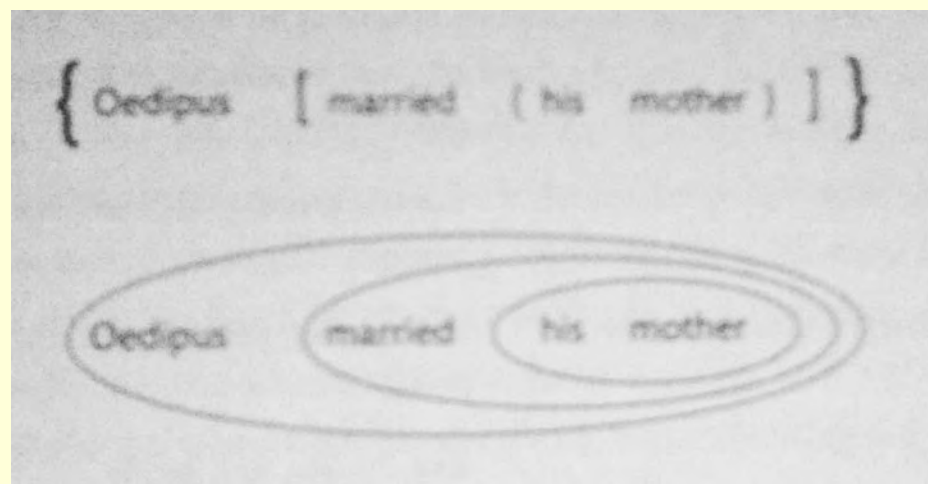 { Oedipus [ married ( his mother ) ] }
Oedipus married his mother